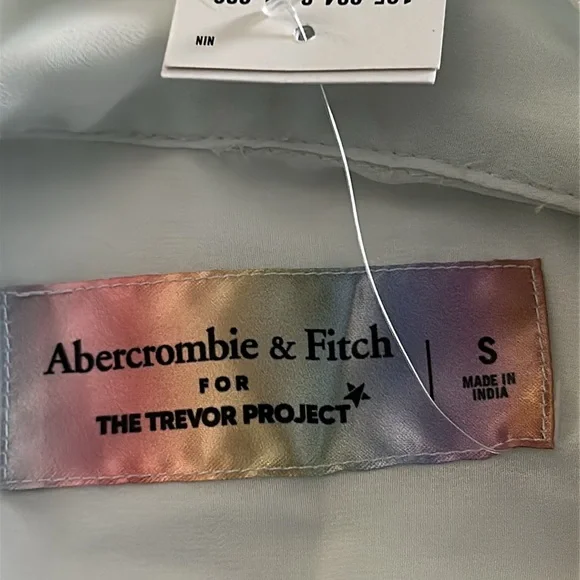 NIN
Abercrombie & Fitch
FOR
THE TREVOR PROJECT
S
MADE IN
INDIA